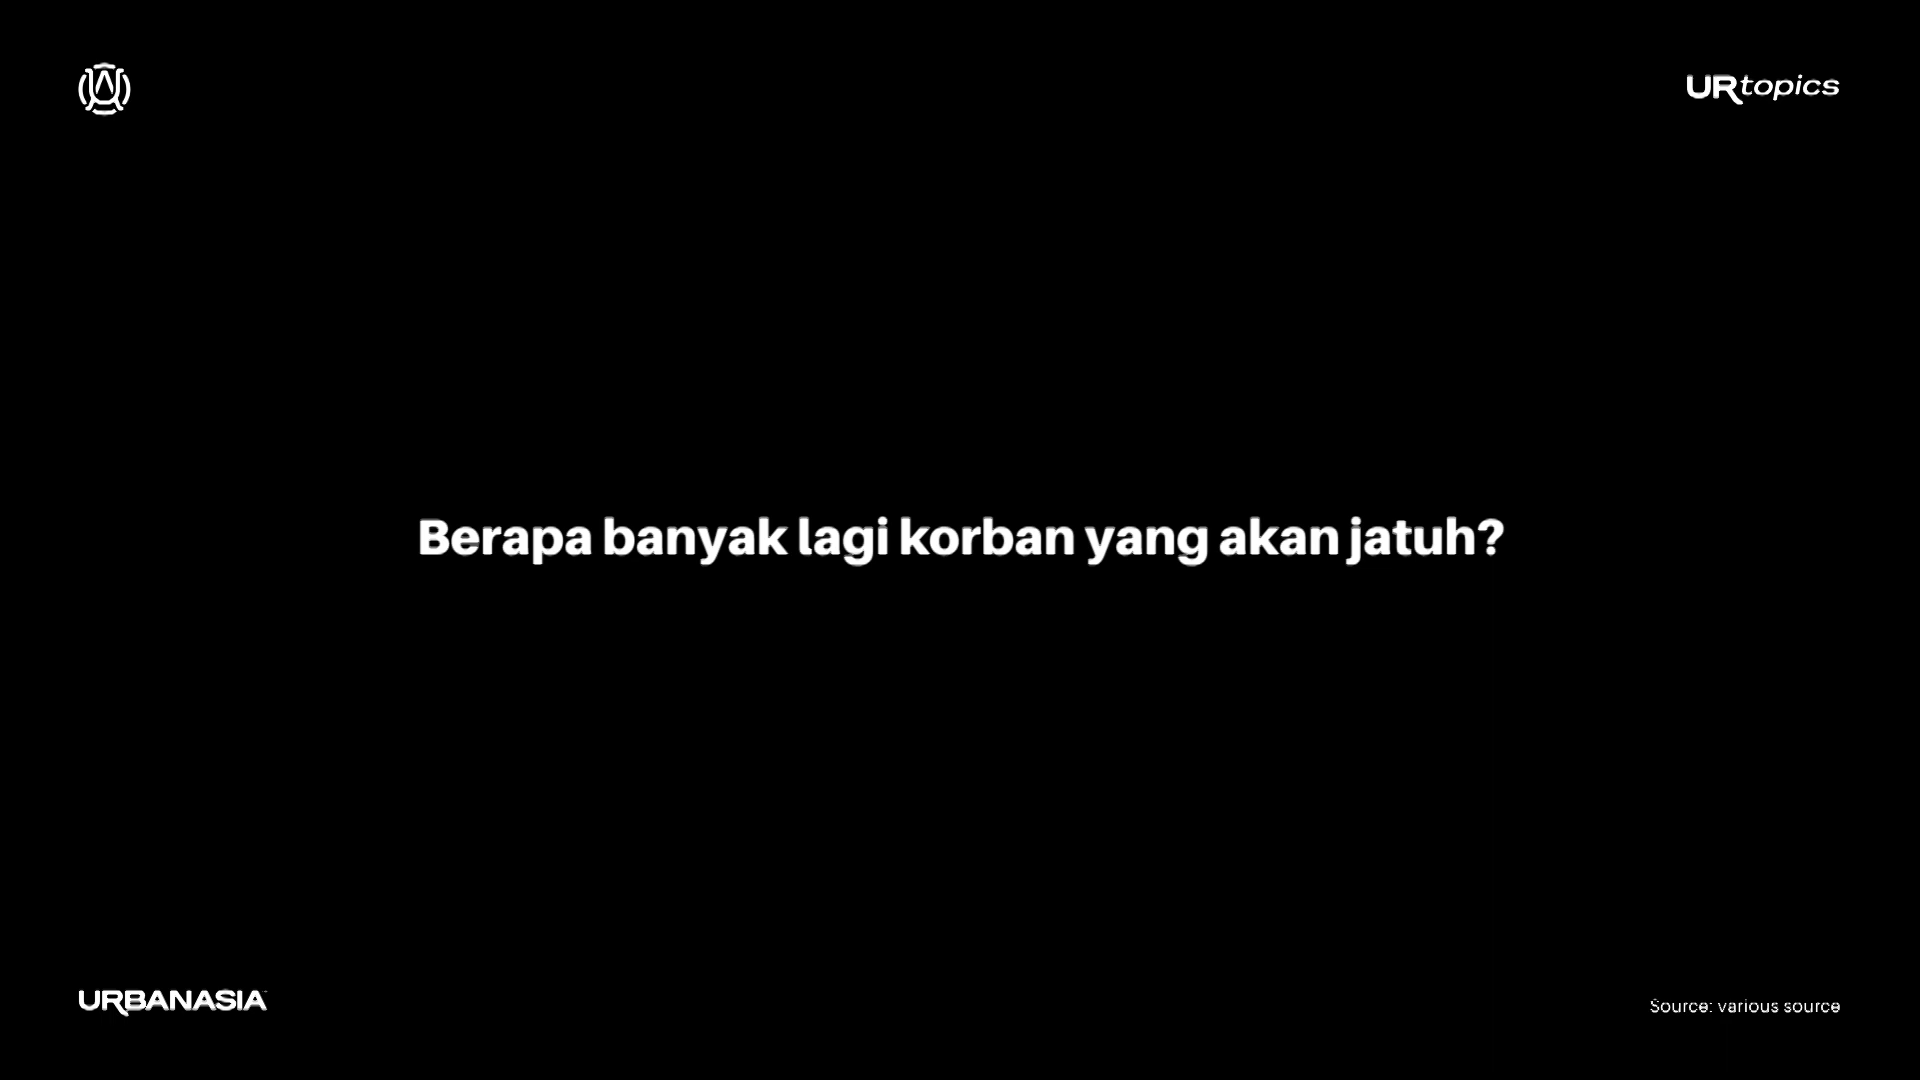 URtopics
Berapa banyak lagi korban yang akan jatuh?
URBANASIA
Source: various source